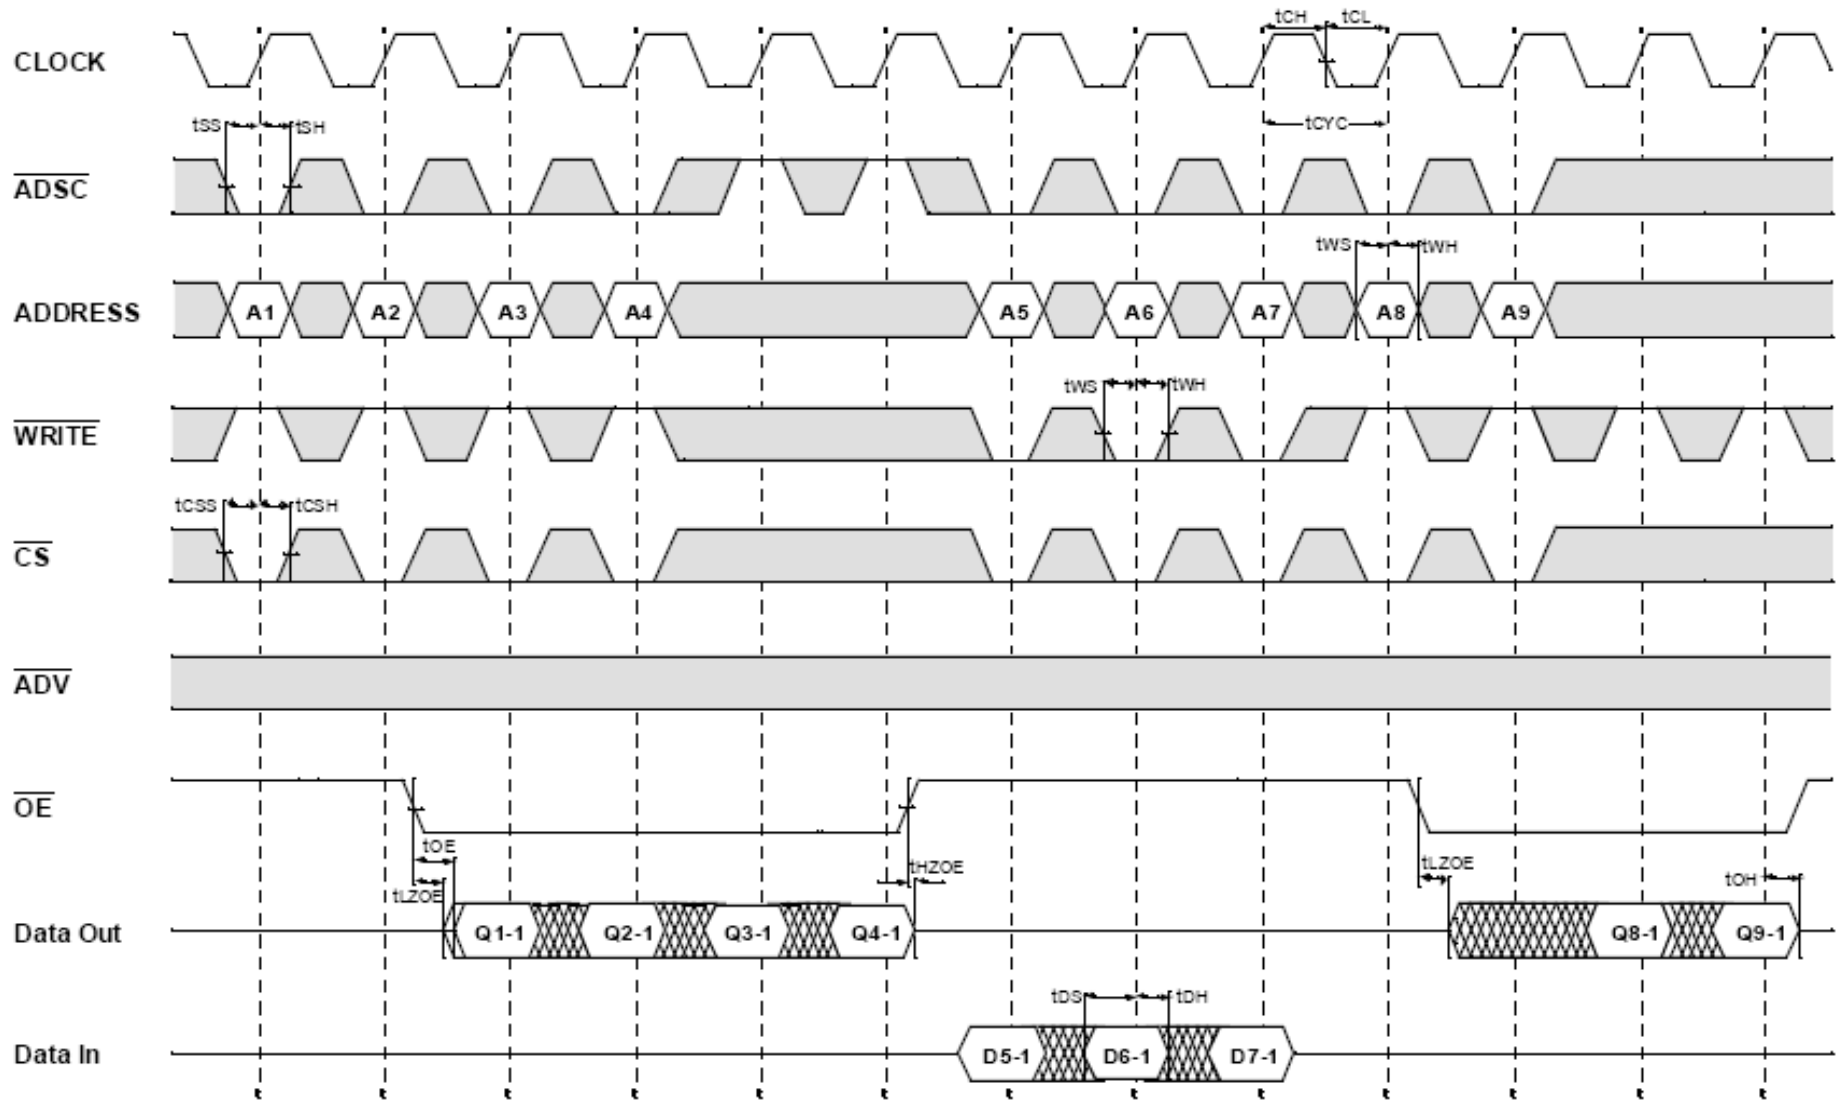 tCH tCL
CLOCK
tSS tSH tCYC
ADSC
tWS tWH
ADDRESS A1 A2 A3 A4 A5 A6 A7 A8 A9
tWS tWH
WRITE
tCSS tCSH
CS
ADV
OE
tOE
tHZOE tLZOE
tLZOE tOH
Data Out Q1-1 Q2-1 Q3-1 Q4-1 Q8-1 Q9-1
tDS tDH
Data In D5-1 D6-1 D7-1
t t t t t t t t t t t t t